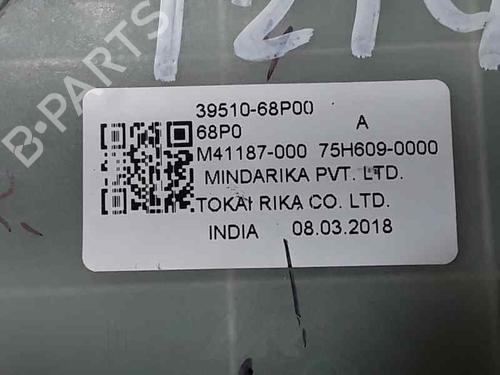 B-PARTS
39510-68P00
68P0 A
M41187-000 75H609-0000
MINDARIKA PVT. LTD.
TOKAI RIKA CO. LTD.
INDIA 08.03.2018